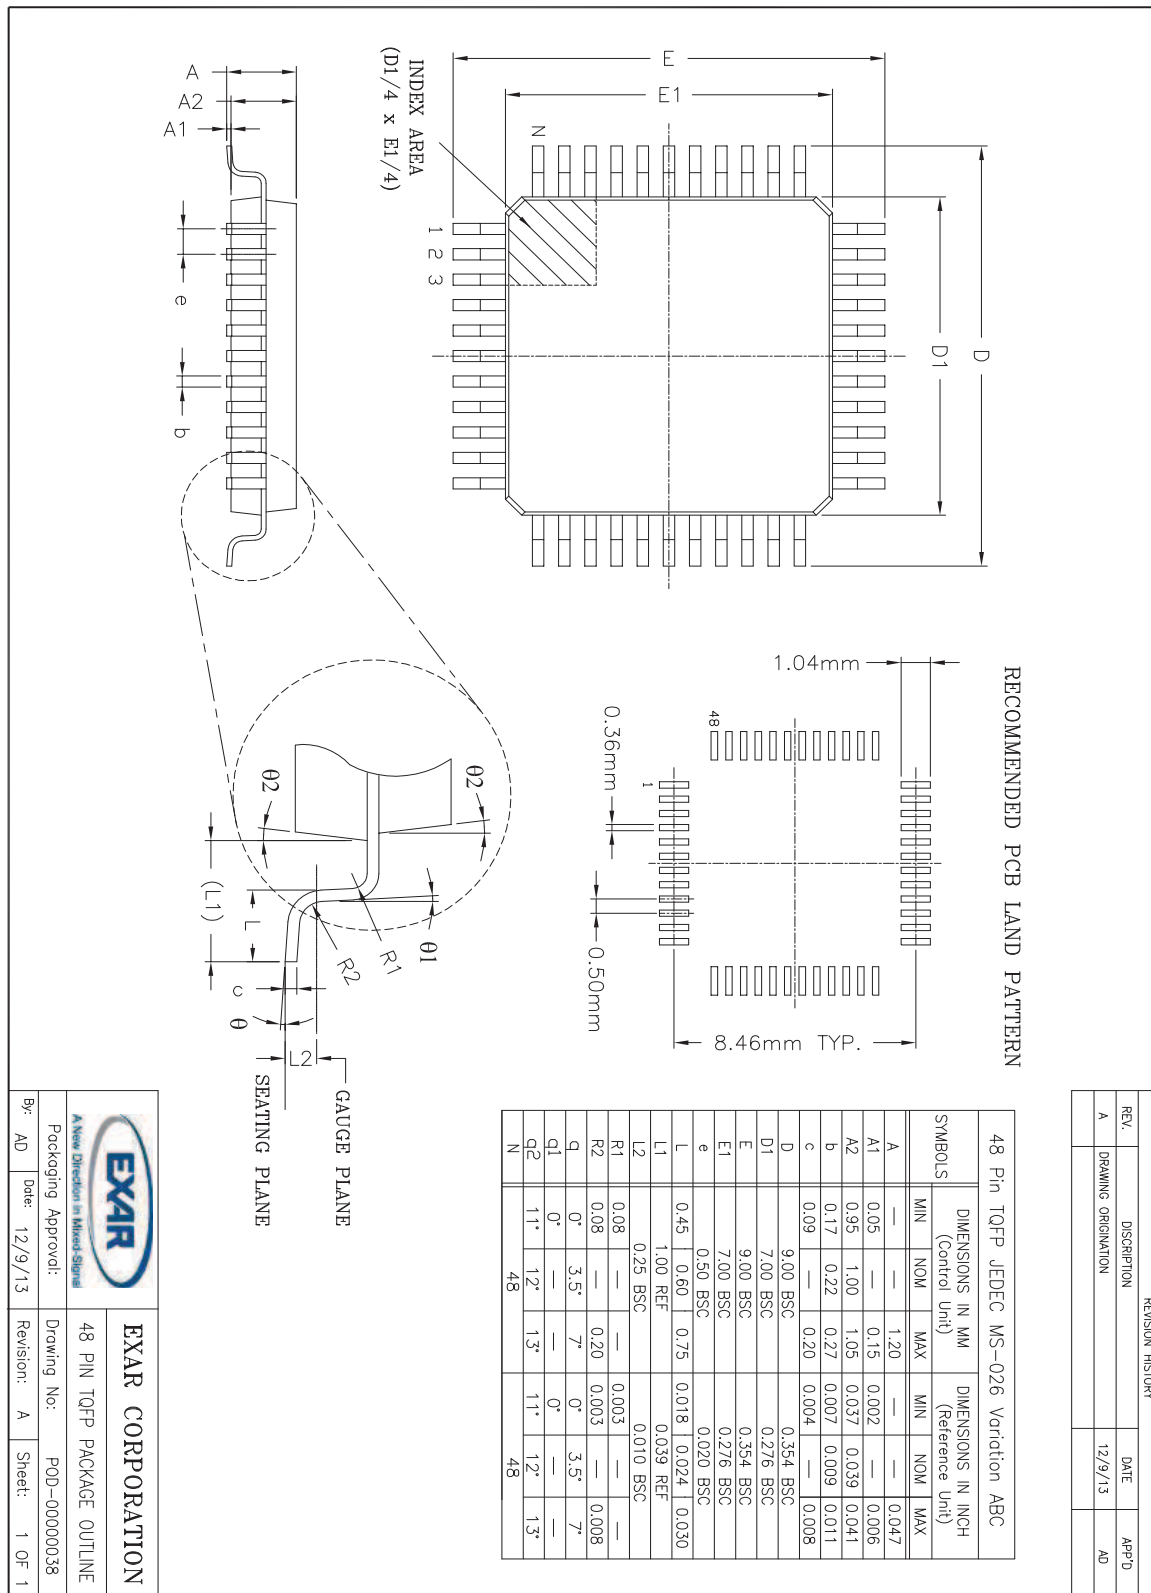 REVISION HISTORY
REV. DISCRIPTION DATE APP'D
A DRAWING ORIGINATION 12/9/13 AD
A
A2
A1
e
b
INDEX AREA
(D1/4 x E1/4)
E
E1
N
1 2 3
D1
D
RECOMMENDED PCB LAND PATTERN
1.04mm
0.36mm
48
1
0.50mm
8.46mm TYP.
θ2
θ2
(L1)
L
R1
R2
θ1
c
θ
L2
GAUGE PLANE
SEATING PLANE
48 Pin TQFP JEDEC MS-026 Variation ABC
SYMBOLS DIMENSIONS IN MM (Control Unit) DIMENSIONS IN INCH (Reference Unit)
MIN NOM MAX MIN NOM MAX
A — — 1.20 — — 0.047
A1 0.05 — 0.15 0.002 — 0.006
A2 0.95 1.00 1.05 0.037 0.039 0.041
b 0.17 0.22 0.27 0.007 0.009 0.011
c 0.09 — 0.20 0.004 — 0.008
D 9.00 BSC 0.354 BSC
D1 7.00 BSC 0.276 BSC
E 9.00 BSC 0.354 BSC
E1 7.00 BSC 0.276 BSC
e 0.50 BSC 0.020 BSC
L 0.45 0.60 0.75 0.018 0.024 0.030
L1 1.00 REF 0.039 REF
L2 0.25 BSC 0.010 BSC
R1 0.08 — — 0.003 — —
R2 0.08 — 0.20 0.003 — 0.008
q 0° 3.5° 7° 0° 3.5° 7°
q1 0° — — 0° — —
q2 11° 12° 13° 11° 12° 13°
N 48 48
EXAR
A New Direction in Mixed-Signal
EXAR CORPORATION
48 PIN TQFP PACKAGE OUTLINE
Packaging Approval:
Drawing No: POD-00000038
By: AD Date: 12/9/13 Revision: A Sheet: 1 OF 1